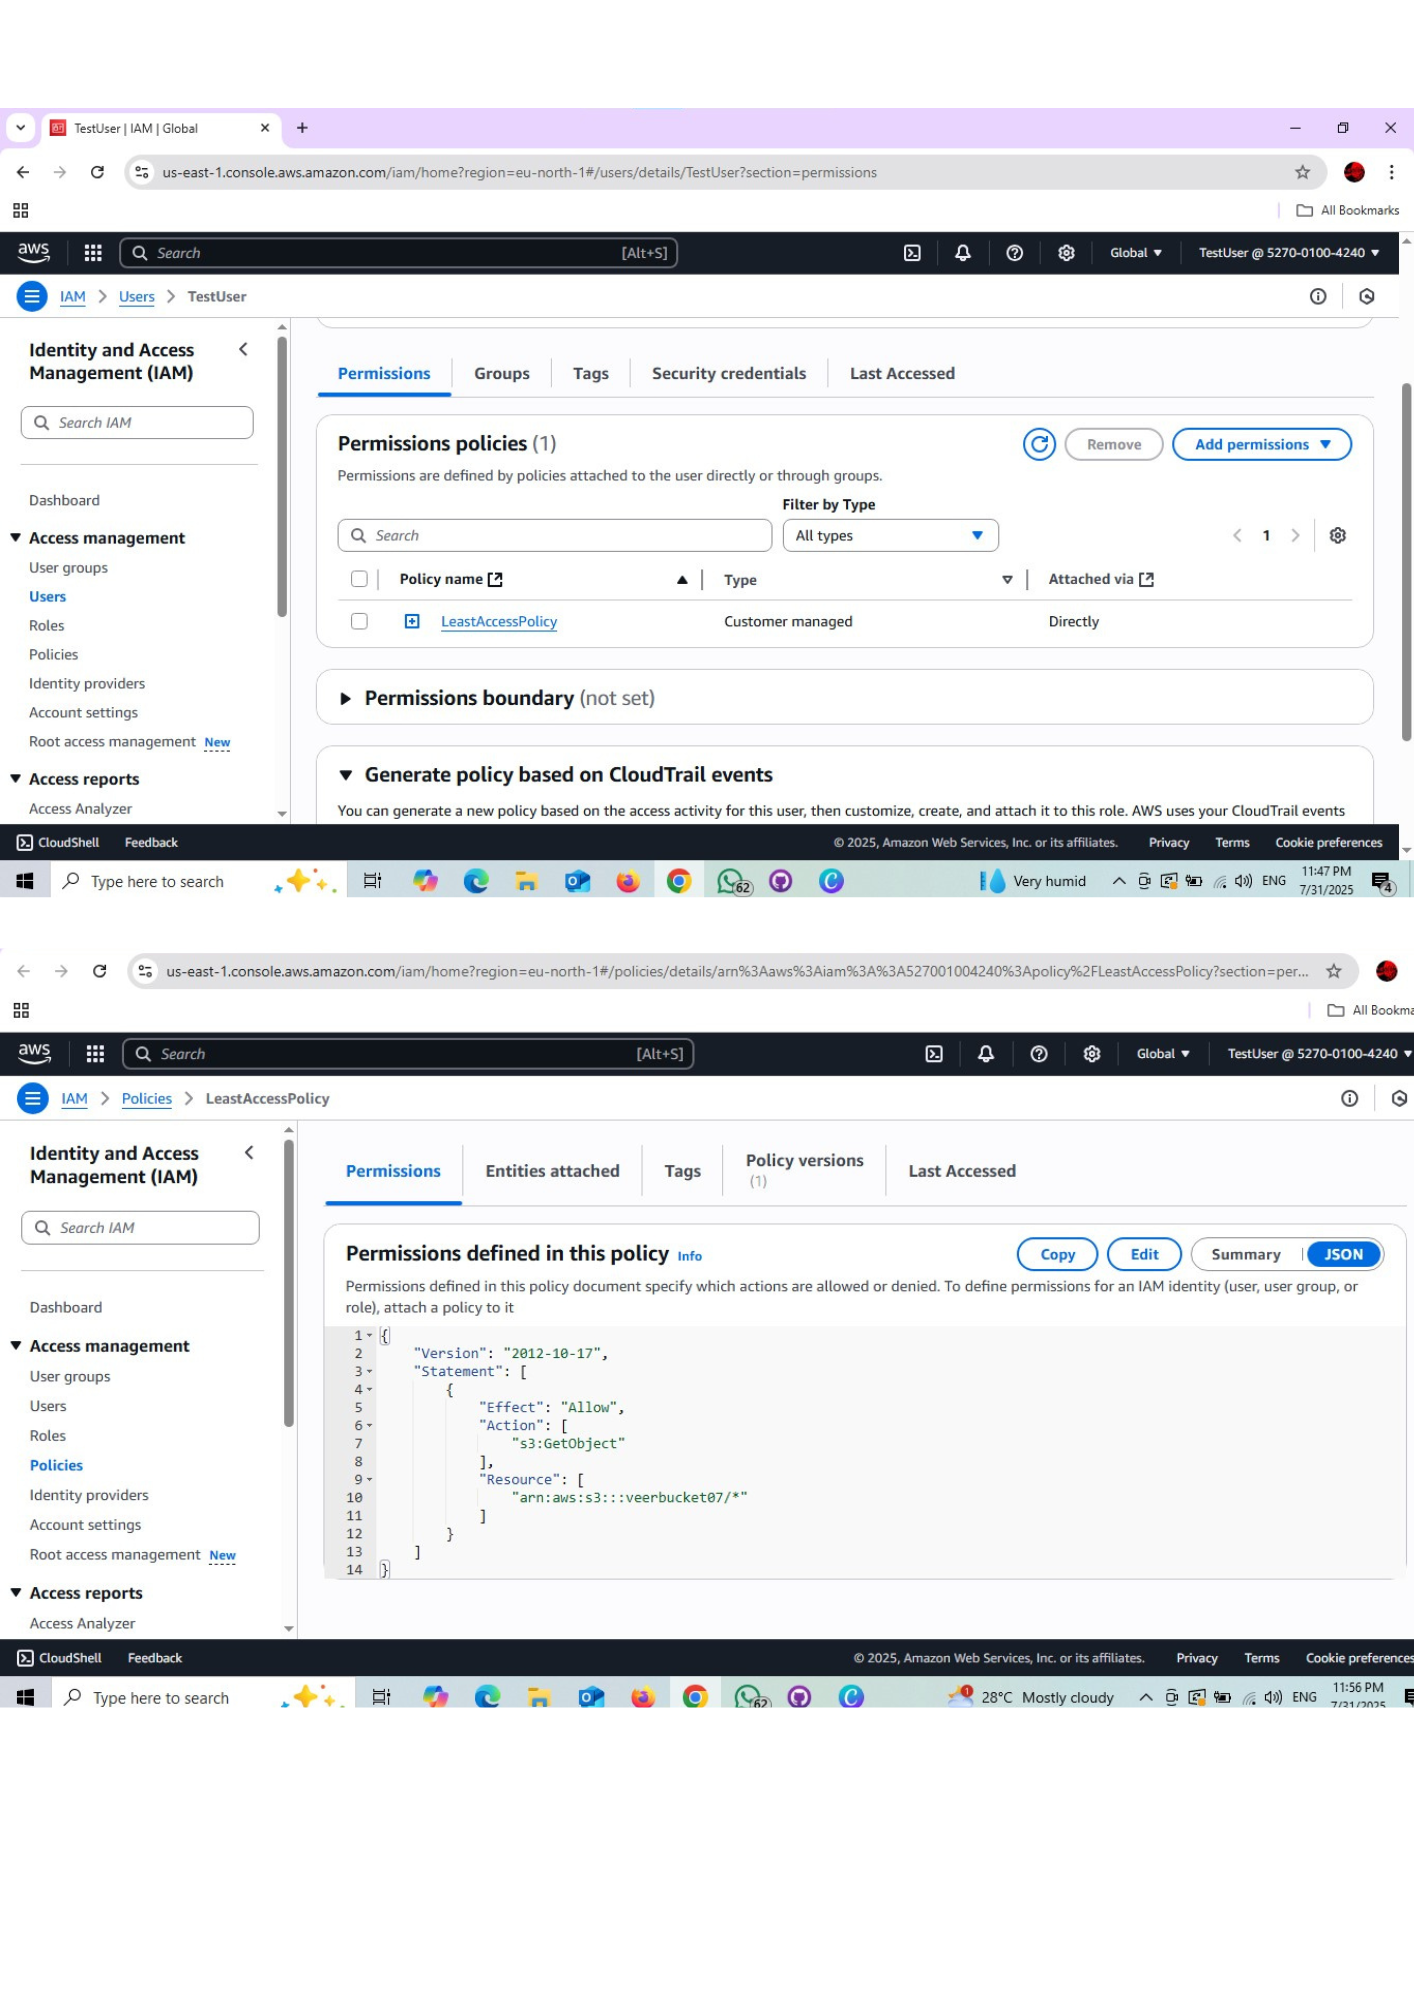 TestUser | IAM | Global
us-east-1.console.aws.amazon.com/iam/home?region=eu-north-1#/users/details/TestUser?section=permissions
All Bookmarks
aws Search [Alt+S] Global TestUser @ 5270-0100-4240
IAM > Users > TestUser
Identity and Access Management (IAM)
Search IAM
Dashboard
Access management
User groups
Users
Roles
Policies
Identity providers
Account settings
Root access management New
Access reports
Access Analyzer
Permissions Groups Tags Security credentials Last Accessed
Permissions policies (1)
Remove Add permissions
Permissions are defined by policies attached to the user directly or through groups.
Filter by Type
Search All types 1
Policy name Type Attached via
LeastAccessPolicy Customer managed Directly
Permissions boundary (not set)
Generate policy based on CloudTrail events
You can generate a new policy based on the access activity for this user, then customize, create, and attach it to this role. AWS uses your CloudTrail events
CloudShell Feedback © 2025, Amazon Web Services, Inc. or its affiliates. Privacy Terms Cookie preferences
Type here to search 62 Very humid ENG 11:47 PM 7/31/2025 4
us-east-1.console.aws.amazon.com/iam/home?region=eu-north-1#/policies/details/arn%3Aaws%3Aiam%3A%3A527001004240%3Apolicy%2FLeastAccessPolicy?section=per...
All Bookma
aws Search [Alt+S] Global TestUser @ 5270-0100-4240
IAM > Policies > LeastAccessPolicy
Identity and Access Management (IAM)
Search IAM
Dashboard
Access management
User groups
Users
Roles
Policies
Identity providers
Account settings
Root access management New
Access reports
Access Analyzer
Permissions Entities attached Tags Policy versions (1) Last Accessed
Permissions defined in this policy Info
Copy Edit Summary JSON
Permissions defined in this policy document specify which actions are allowed or denied. To define permissions for an IAM identity (user, user group, or
role), attach a policy to it
1 {
2 "Version": "2012-10-17",
3 "Statement": [
4 {
5 "Effect": "Allow",
6 "Action": [
7 "s3:GetObject"
8 ],
9 "Resource": [
10 "arn:aws:s3:::veerbucket07/*"
11 ]
12 }
13 ]
14 }
CloudShell Feedback © 2025, Amazon Web Services, Inc. or its affiliates. Privacy Terms Cookie preferences
Type here to search 62 1 28°C Mostly cloudy ENG 11:56 PM 7/31/2025